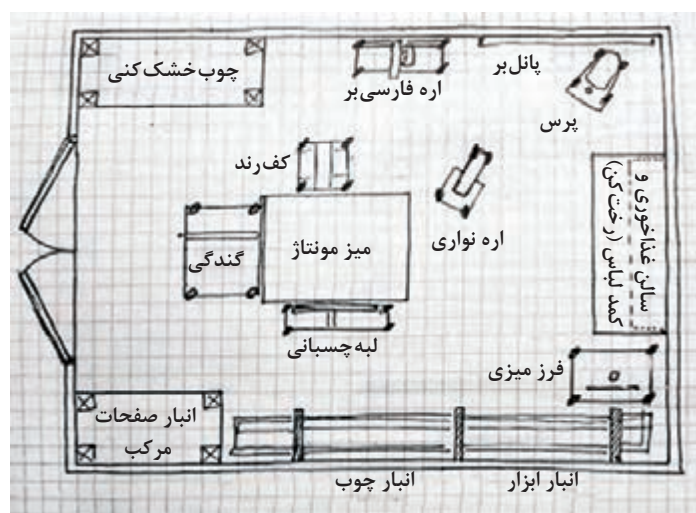 چوب‌خشک‌کنی
اره فارسی‌بر
پانل‌بر
پرس
کف‌رند
اره نواری
سالن غذاخوری و
کمد لباس (رخت‌کن)
میز مونتاژ
گندگی
لبه‌چسبانی
فرز میزی
انبار صفحات
مرکب
انبار چوب
انبار ابزار